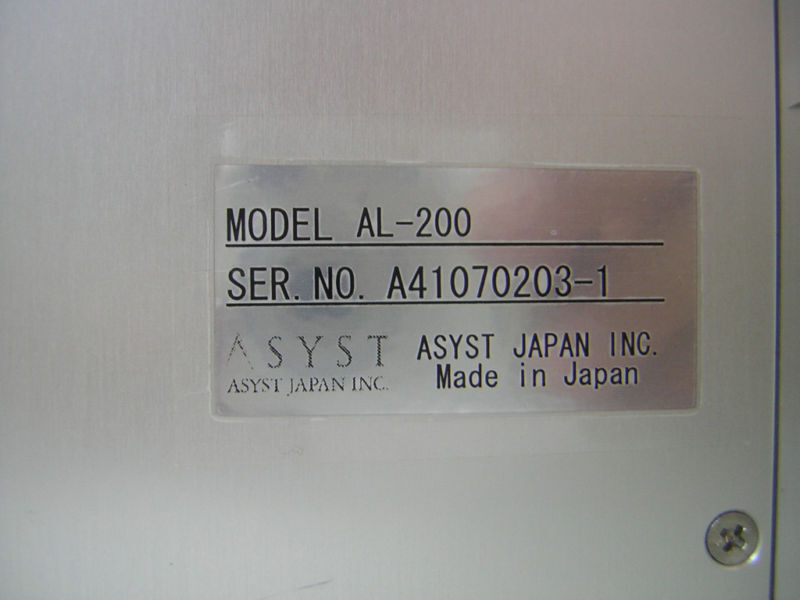 MODEL AL-200
SER. NO. A41070203-1
ASYST
ASYST JAPAN INC.
ASYST JAPAN INC.
Made in Japan